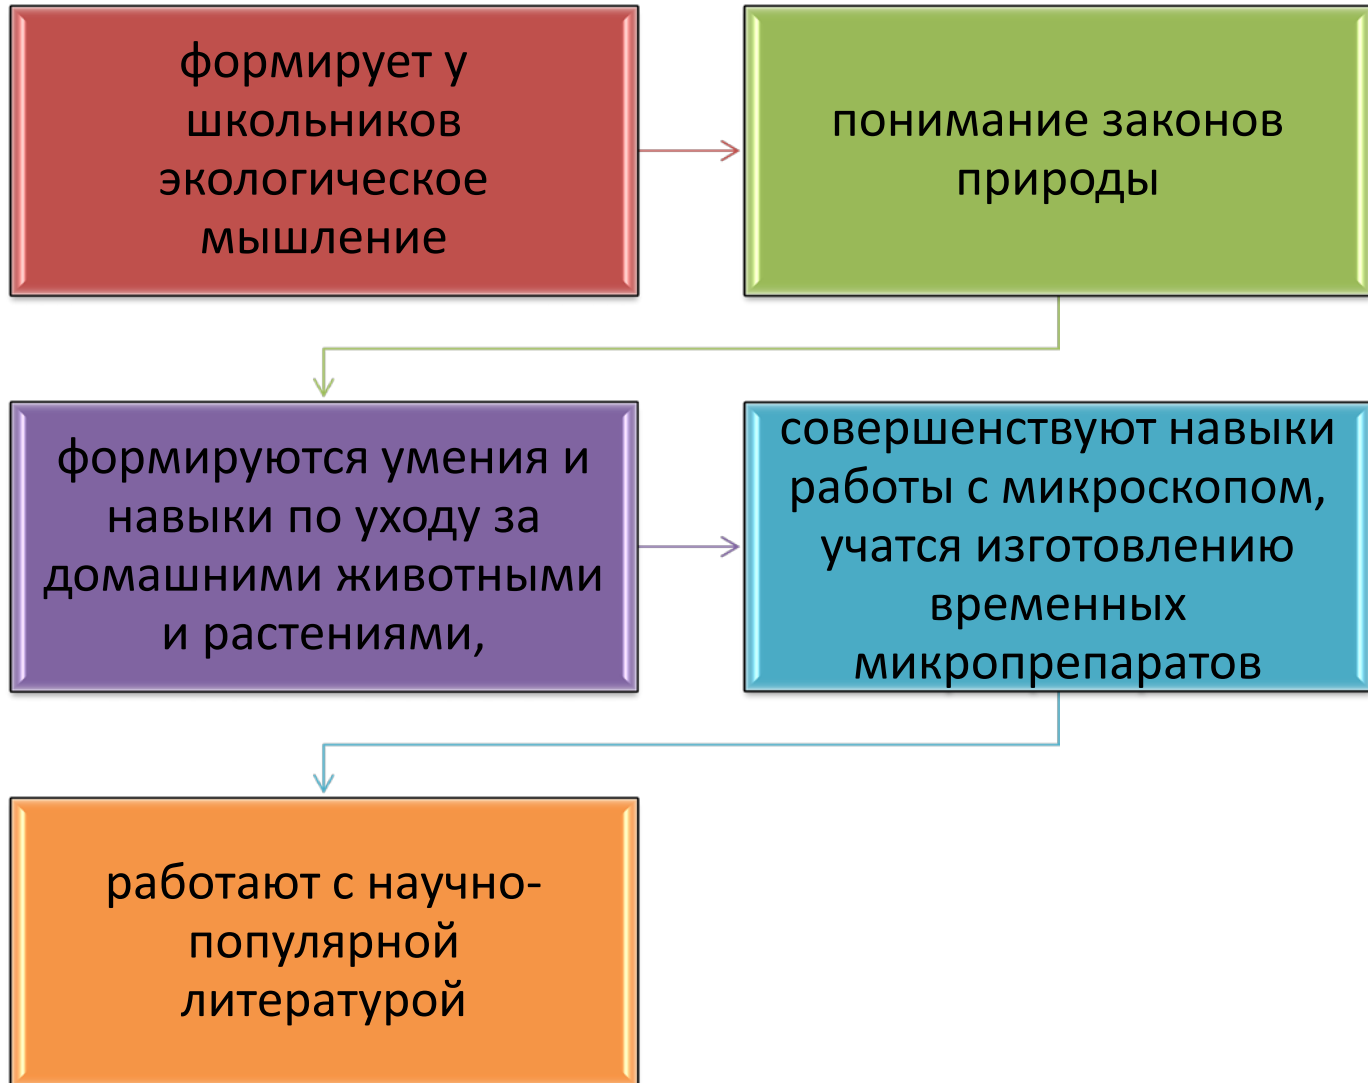 формирует у
школьников
экологическое
мышление
понимание законов
природы
формируются умения и
навыки по уходу за
домашними животными
и растениями,
совершенствуют навыки
работы с микроскопом,
учатся изготовлению
временных
микропрепаратов
работают с научно-
популярной
литературой